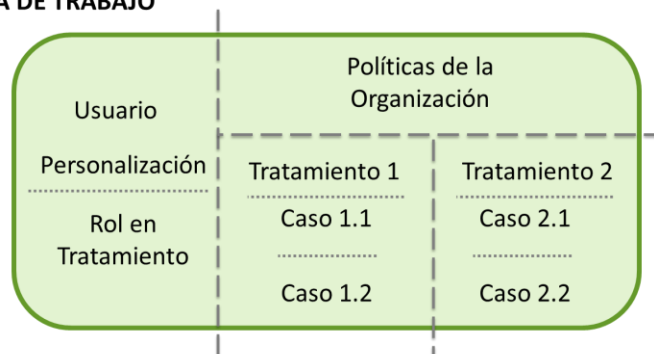 A DE TRABAJO
Usuario
Personalización
Rol en
Tratamiento
Políticas de la
Organización
Tratamiento 1
Caso 1.1
Caso 1.2
Tratamiento 2
Caso 2.1
Caso 2.2